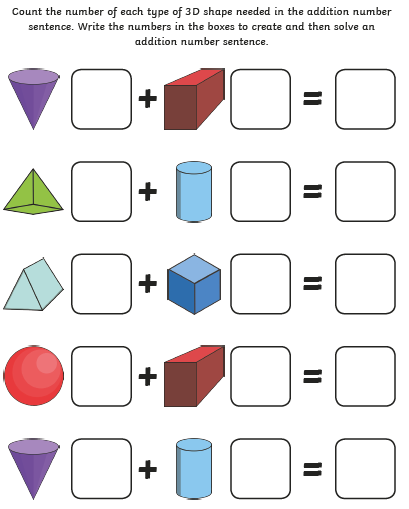 Count the number of each type of 3D shape needed in the addition number
sentence. Write the numbers in the boxes to create and then solve an
addition number sentence.
+ =
+ =
+ =
+ =
+ =